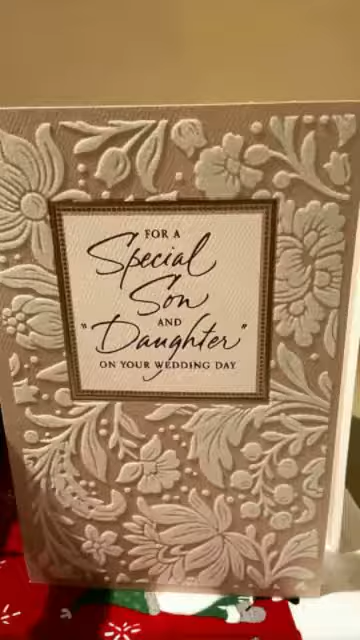 FOR A
Special
Son
AND
"Daughter"
ON YOUR WEDDING DAY